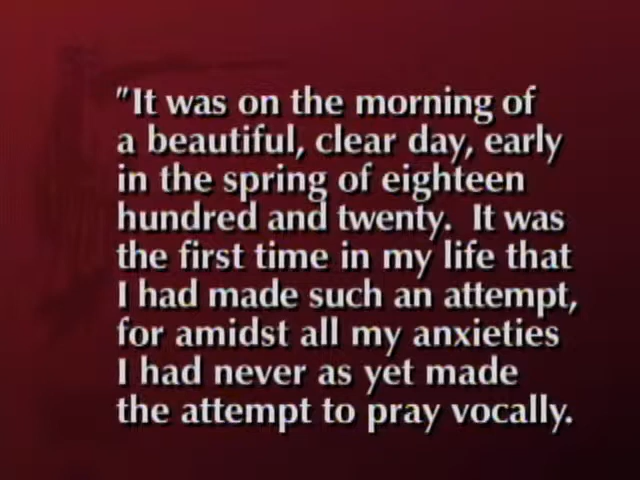 "It was on the morning of
a beautiful, clear day, early
in the spring of eighteen
hundred and twenty.  It was
the first time in my life that
I had made such an attempt,
for amidst all my anxieties
I had never as yet made
the attempt to pray vocally.